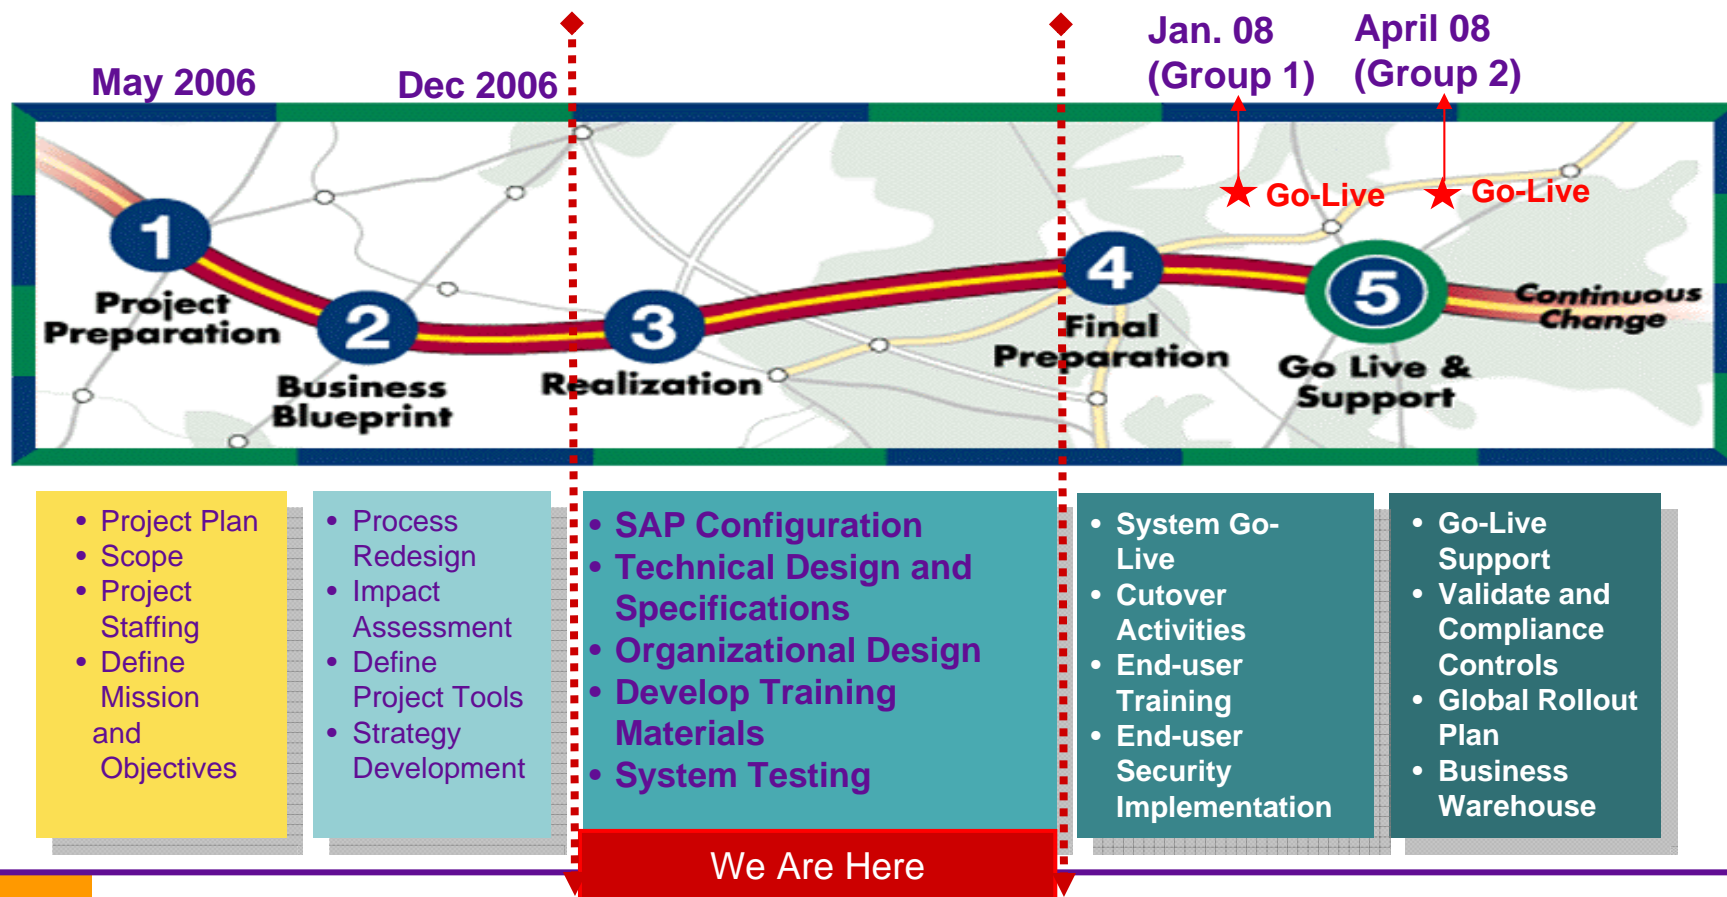 May 2006
Dec 2006
Jan. 08
(Group 1)
April 08
(Group 2)
Go-Live
Go-Live
1
Project
Preparation
2
Business
Blueprint
3
Realization
4
Final
Preparation
5
Go Live &
Support
Continuous
Change
• Project Plan
• Scope
• Project
Staffing
• Define
Mission
and
Objectives
• Process
Redesign
• Impact
Assessment
• Define
Project Tools
• Strategy
Development
• SAP Configuration
• Technical Design and
Specifications
• Organizational Design
• Develop Training
Materials
• System Testing
• System Go-
Live
• Cutover
Activities
• End-user
Training
• End-user
Security
Implementation
• Go-Live
Support
• Validate and
Compliance
Controls
• Global Rollout
Plan
• Business
Warehouse
We Are Here